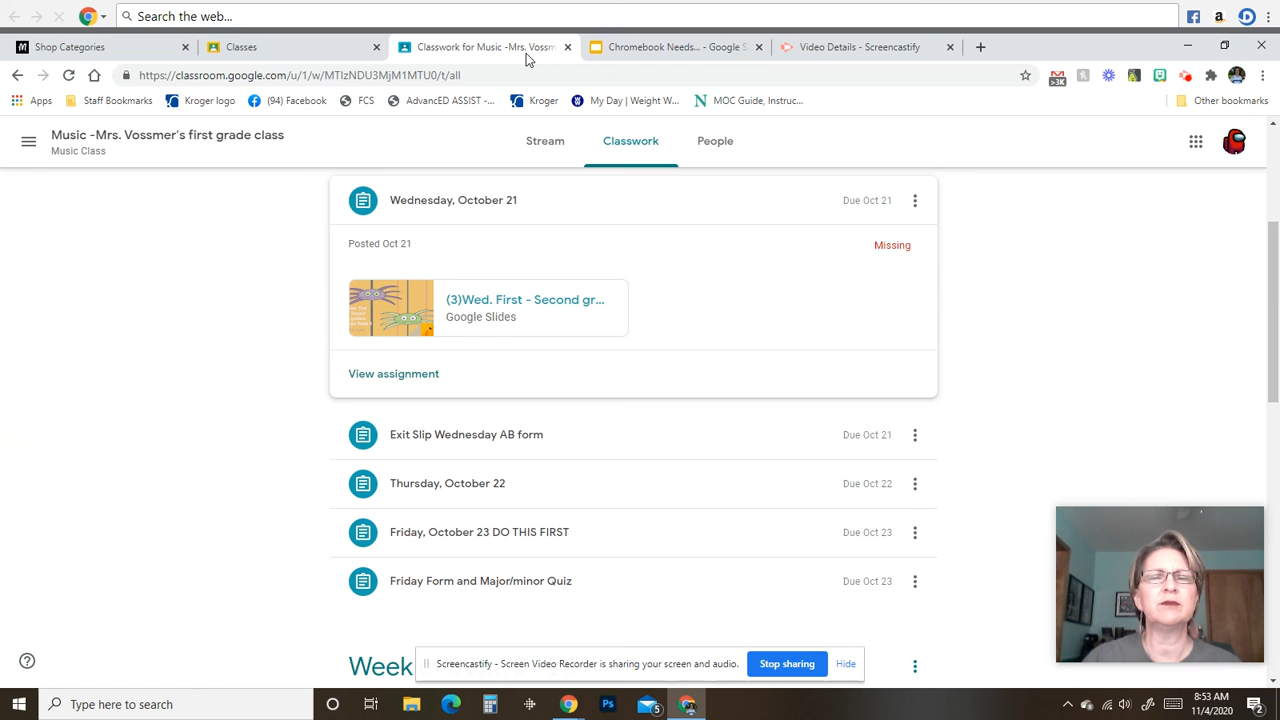 Search the web...
Shop Categories
Classes
Classwork for Music -Mrs. Vossm
Chromebook Needs... - Google S
Video Details - Screencastify
https://classroom.google.com/u/1/w/MTIzNDU3MjM1MTU0/t/all
>3K
Apps
Staff Bookmarks
Kroger logo
(94) Facebook
FCS
AdvancED ASSIST -...
Kroger
My Day | Weight W...
MOC Guide, Instruc...
Other bookmarks
Music -Mrs. Vossmer's first grade class
Music Class
Stream
Classwork
People
Wednesday, October 21
Due Oct 21
Posted Oct 21
Missing
(3)Wed. First - Second gr...
Google Slides
View assignment
Exit Slip Wednesday AB form
Due Oct 21
Thursday, October 22
Due Oct 22
Friday, October 23 DO THIS FIRST
Due Oct 23
Friday Form and Major/minor Quiz
Due Oct 23
Week
Screencastify - Screen Video Recorder is sharing your screen and audio.
Stop sharing
Hide
Type here to search
5
8:53 AM
11/4/2020
2